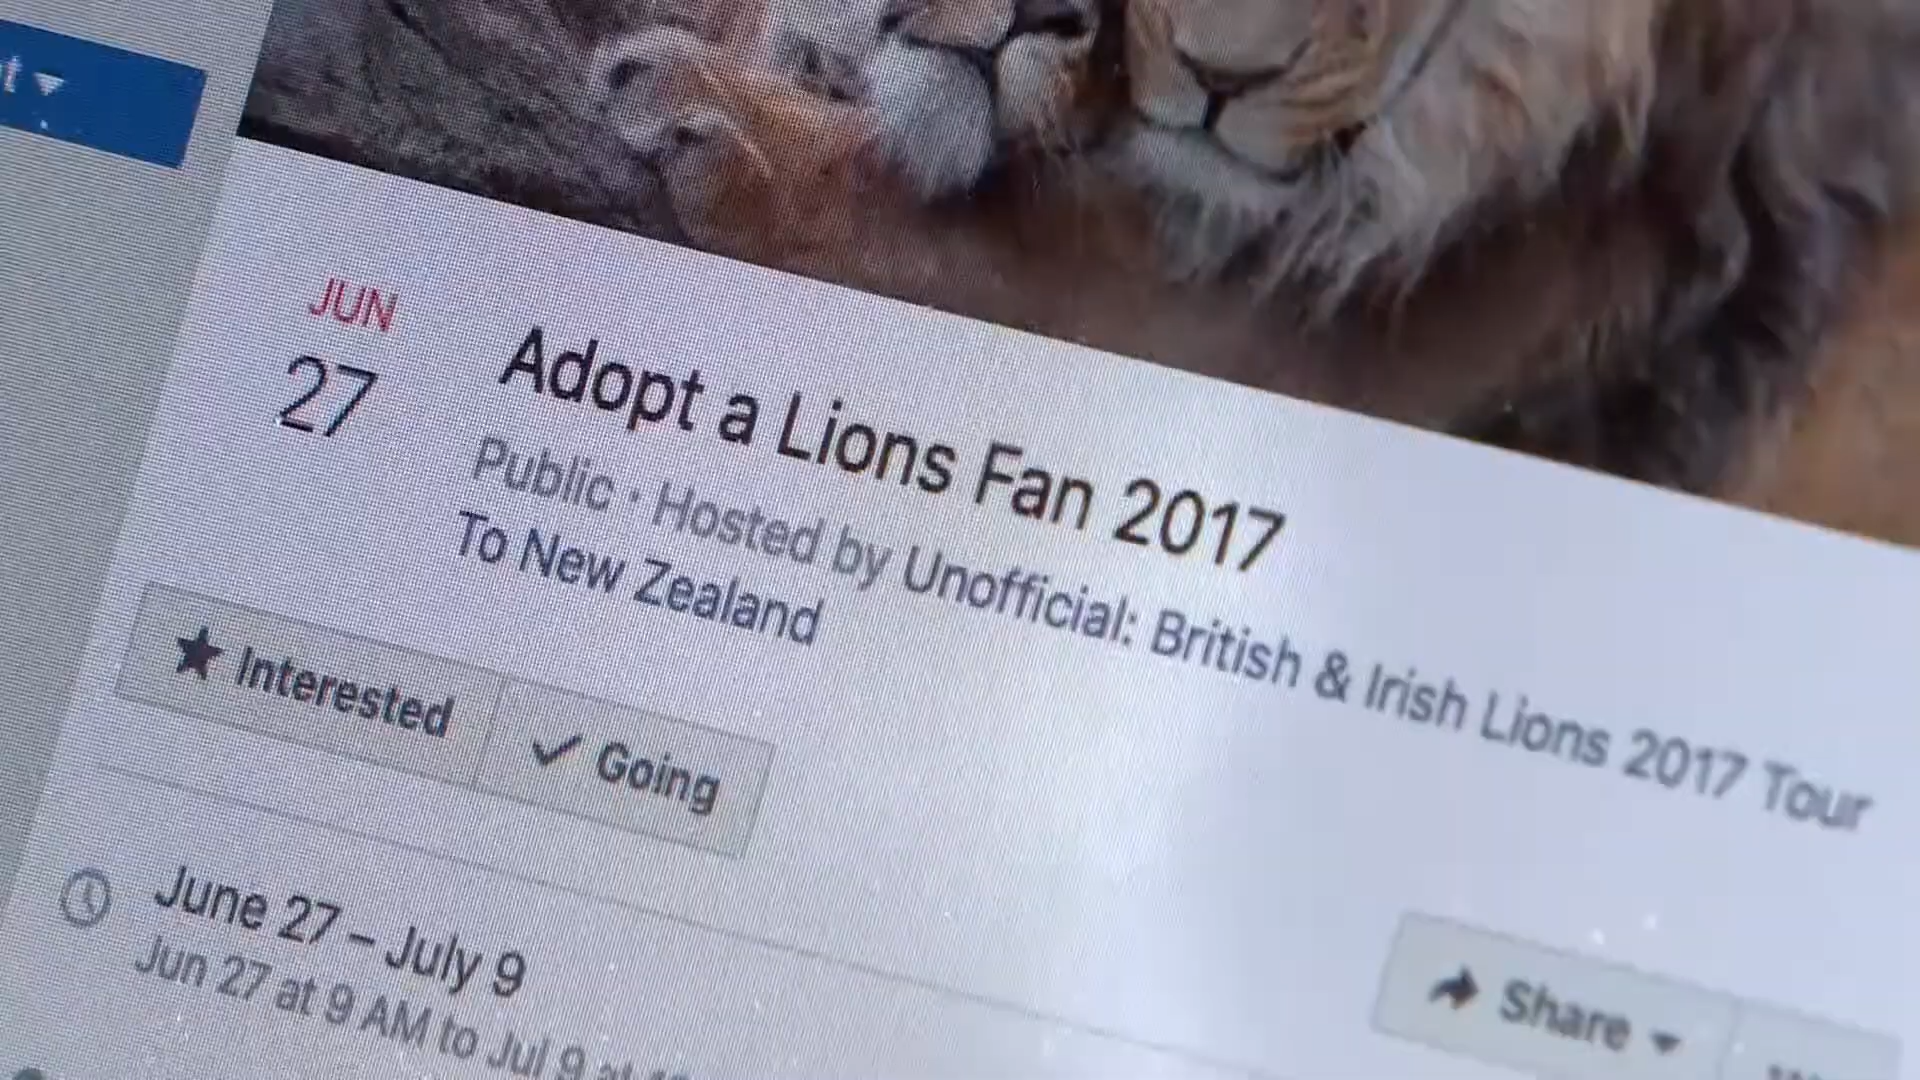 JUN
27
Adopt a Lions Fan 2017
Public · Hosted by Unofficial: British & Irish Lions 2017 Tour
To New Zealand
Interested
Going
June 27 – July 9
Jun 27 at 9 AM to Jul 9 at
Share